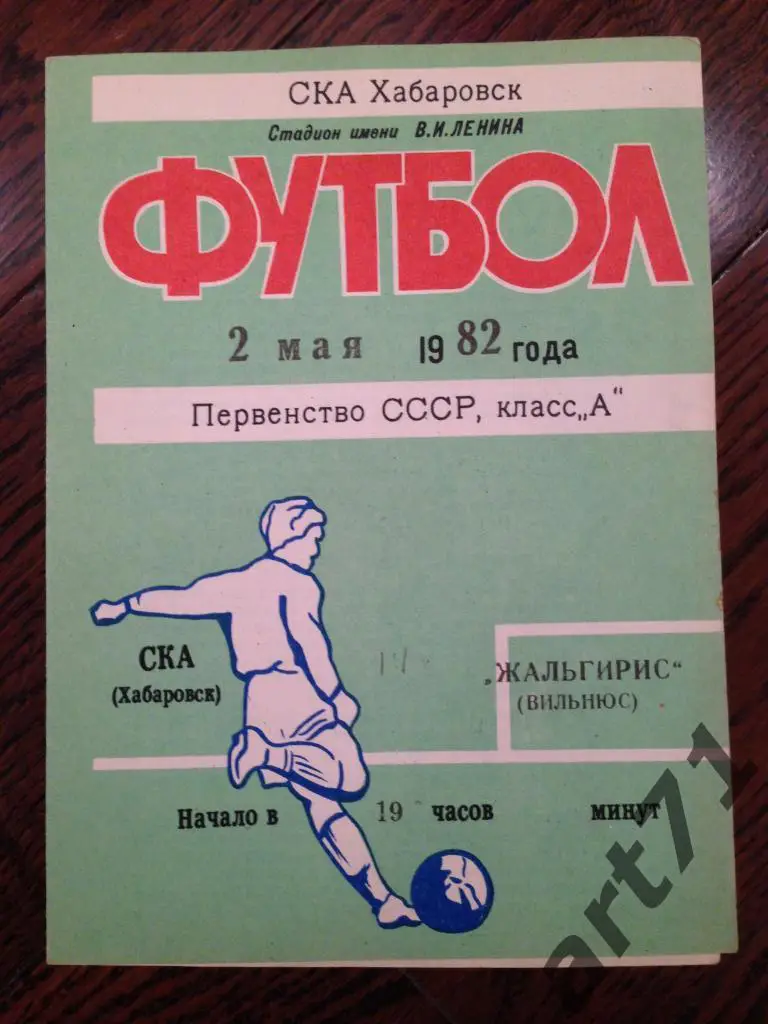 СКА Хабаровск
Стадион имени В.И.ЛЕНИНА
ФУТБОЛ
2 мая 1982 года
Первенство СССР, класс „А“
СКА
(Хабаровск)
„ЖАЛЬГИРИС“
(ВИЛЬНЮС)
Начало в 19 часов минут
art71